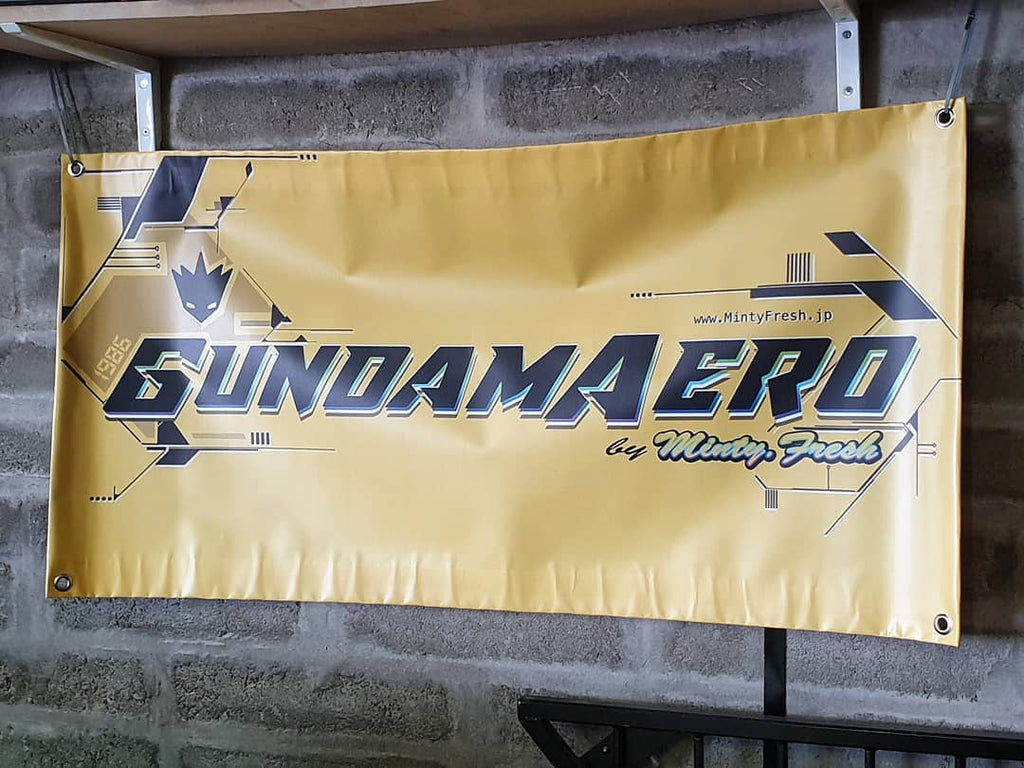 www.MintyFresh.jp
1986
GUNDAMAERO
by Minty.Fresh